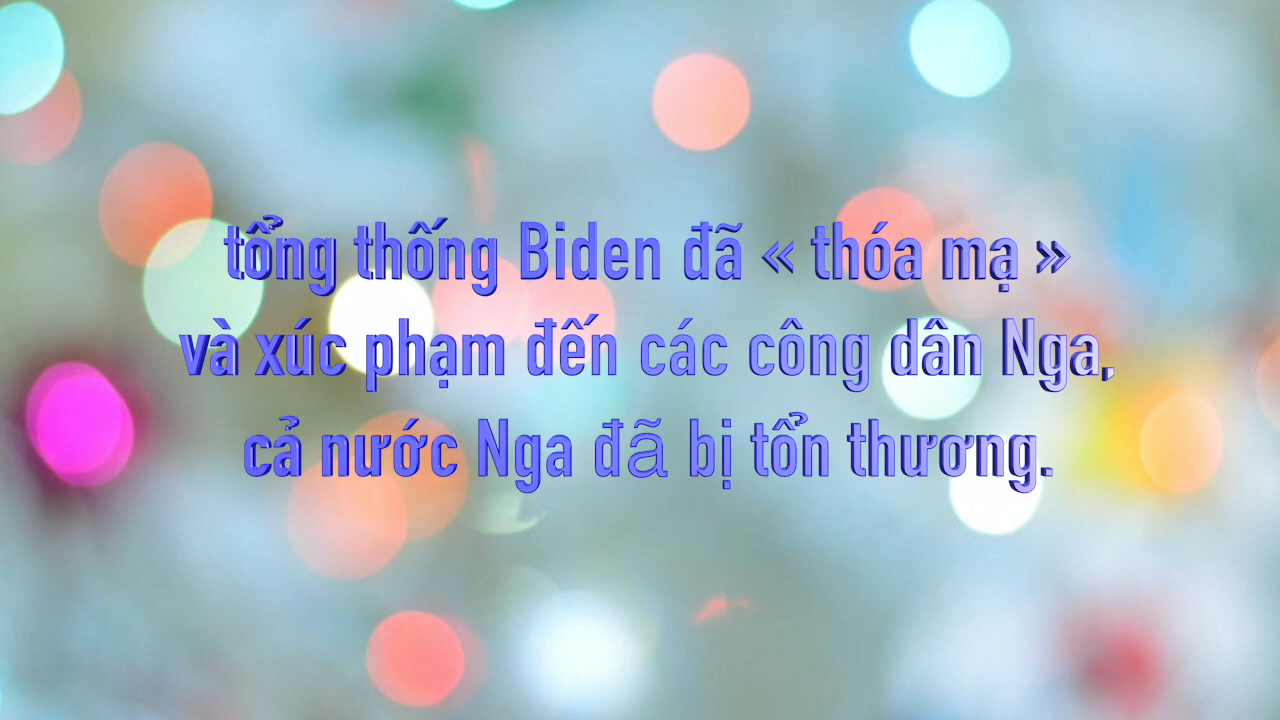 tổng thống Biden đã « thóa mạ »
và xúc phạm đến các công dân Nga,
cả nước Nga đã bị tổn thương.